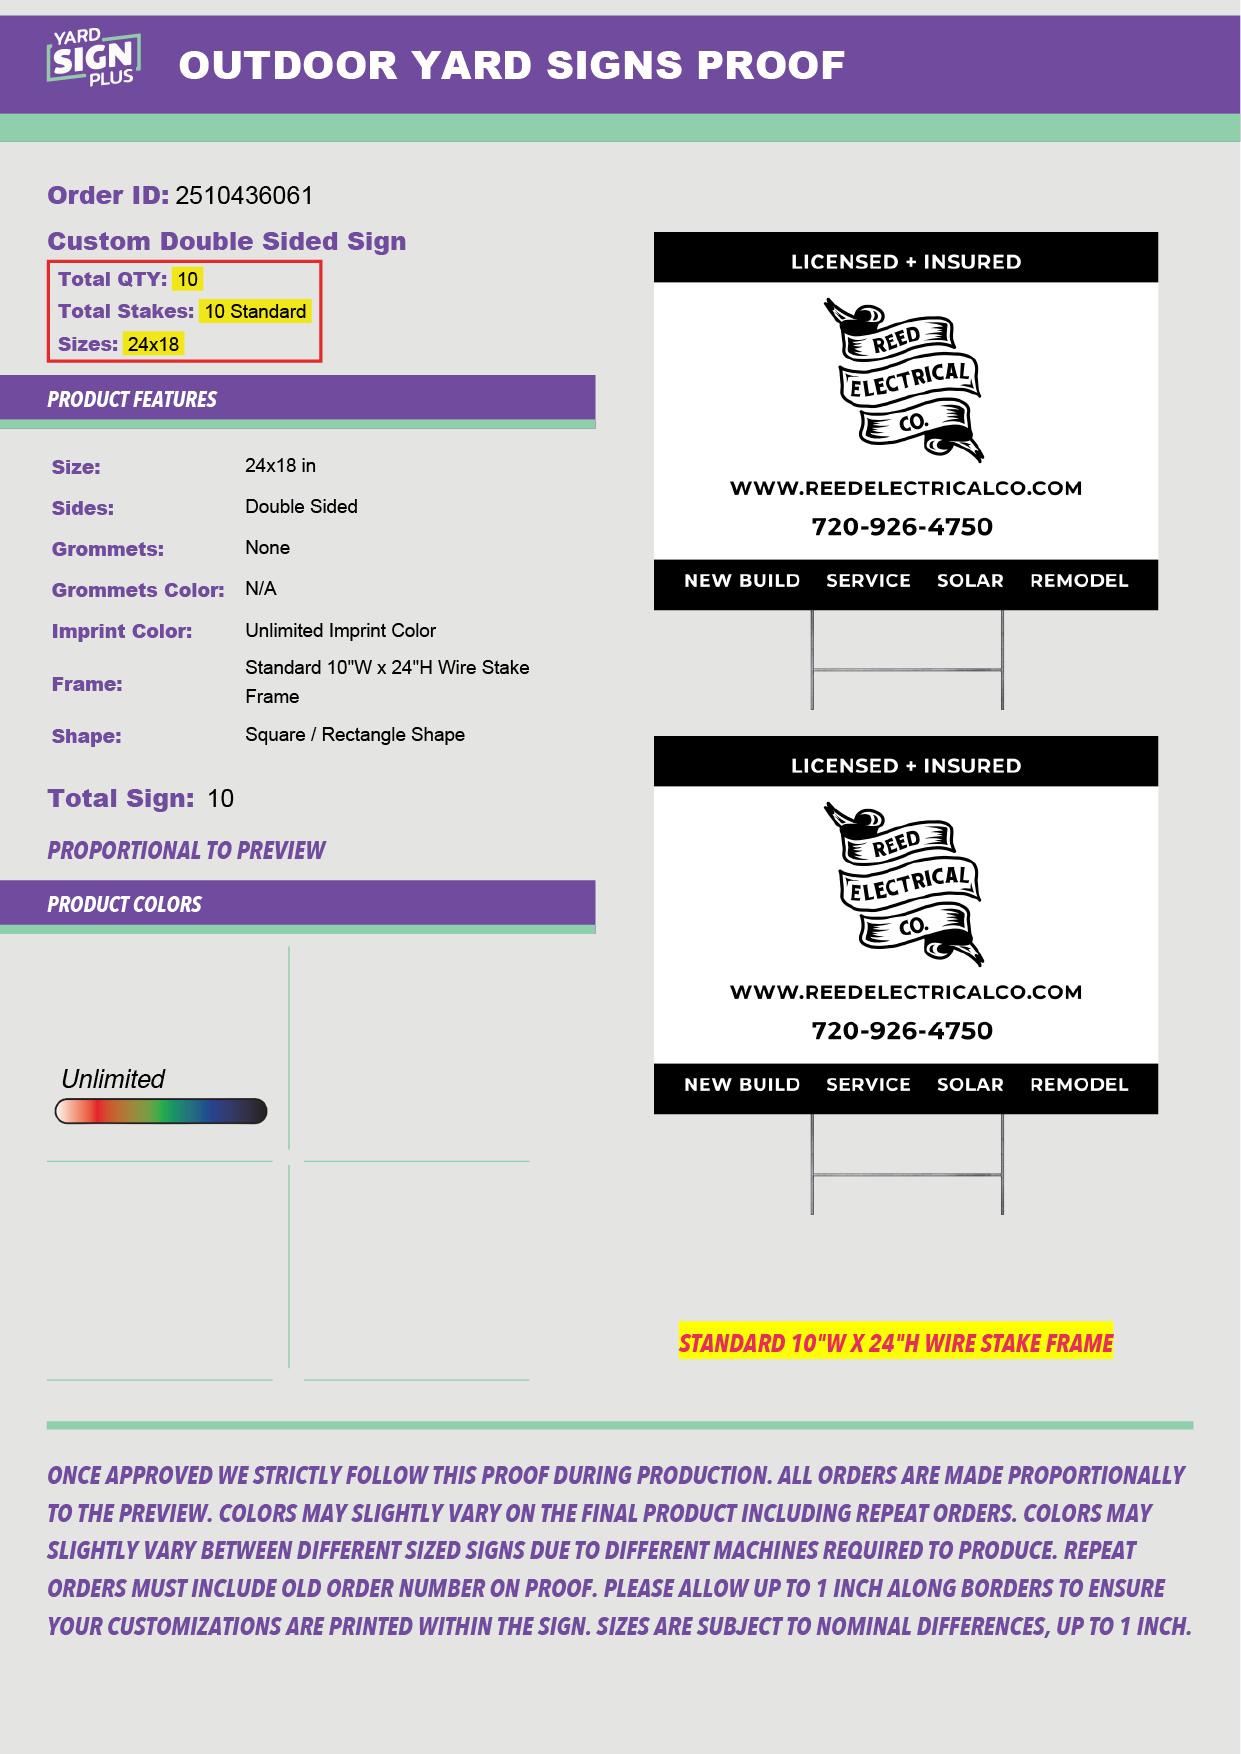 YARD
SIGN
PLUS
OUTDOOR YARD SIGNS PROOF
Order ID: 2510436061
Custom Double Sided Sign
Total QTY: 10
Total Stakes: 10 Standard
Sizes: 24x18
PRODUCT FEATURES
Size: 24x18 in
Sides: Double Sided
Grommets: None
Grommets Color: N/A
Imprint Color: Unlimited Imprint Color
Frame: Standard 10"W x 24"H Wire Stake
Frame
Shape: Square / Rectangle Shape
Total Sign: 10
PROPORTIONAL TO PREVIEW
PRODUCT COLORS
Unlimited
LICENSED + INSURED
REED
ELECTRICAL
CO.
WWW.REEDELECTRICALCO.COM
720-926-4750
NEW BUILD SERVICE SOLAR REMODEL
LICENSED + INSURED
REED
ELECTRICAL
CO.
WWW.REEDELECTRICALCO.COM
720-926-4750
NEW BUILD SERVICE SOLAR REMODEL
STANDARD 10"W X 24"H WIRE STAKE FRAME
ONCE APPROVED WE STRICTLY FOLLOW THIS PROOF DURING PRODUCTION. ALL ORDERS ARE MADE PROPORTIONALLY
TO THE PREVIEW. COLORS MAY SLIGHTLY VARY ON THE FINAL PRODUCT INCLUDING REPEAT ORDERS. COLORS MAY
SLIGHTLY VARY BETWEEN DIFFERENT SIZED SIGNS DUE TO DIFFERENT MACHINES REQUIRED TO PRODUCE. REPEAT
ORDERS MUST INCLUDE OLD ORDER NUMBER ON PROOF. PLEASE ALLOW UP TO 1 INCH ALONG BORDERS TO ENSURE
YOUR CUSTOMIZATIONS ARE PRINTED WITHIN THE SIGN. SIZES ARE SUBJECT TO NOMINAL DIFFERENCES, UP TO 1 INCH.